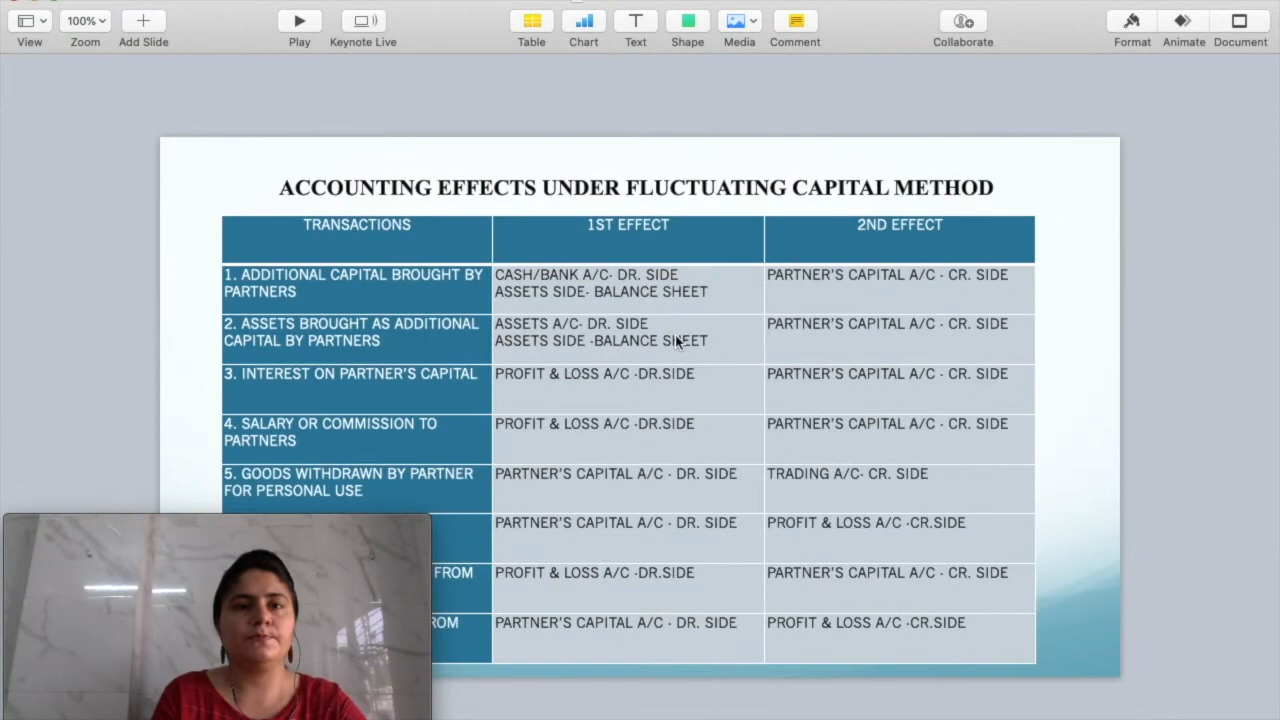 View
100%
Zoom
Add Slide
Play
Keynote Live
Table
Chart
Text
Shape
Media
Comment
Collaborate
Format
Animate
Document
ACCOUNTING EFFECTS UNDER FLUCTUATING CAPITAL METHOD
TRANSACTIONS
1ST EFFECT
2ND EFFECT
1. ADDITIONAL CAPITAL BROUGHT BY
PARTNERS
CASH/BANK A/C- DR. SIDE
ASSETS SIDE- BALANCE SHEET
PARTNER'S CAPITAL A/C - CR. SIDE
2. ASSETS BROUGHT AS ADDITIONAL
CAPITAL BY PARTNERS
ASSETS A/C- DR. SIDE
ASSETS SIDE -BALANCE SHEET
PARTNER'S CAPITAL A/C - CR. SIDE
3. INTEREST ON PARTNER'S CAPITAL
PROFIT & LOSS A/C -DR.SIDE
PARTNER'S CAPITAL A/C - CR. SIDE
4. SALARY OR COMMISSION TO
PARTNERS
PROFIT & LOSS A/C -DR.SIDE
PARTNER'S CAPITAL A/C - CR. SIDE
5. GOODS WITHDRAWN BY PARTNER
FOR PERSONAL USE
PARTNER'S CAPITAL A/C - DR. SIDE
TRADING A/C- CR. SIDE
PARTNER'S CAPITAL A/C - DR. SIDE
PROFIT & LOSS A/C -CR.SIDE
FROM
PROFIT & LOSS A/C -DR.SIDE
PARTNER'S CAPITAL A/C - CR. SIDE
ROM
PARTNER'S CAPITAL A/C - DR. SIDE
PROFIT & LOSS A/C -CR.SIDE